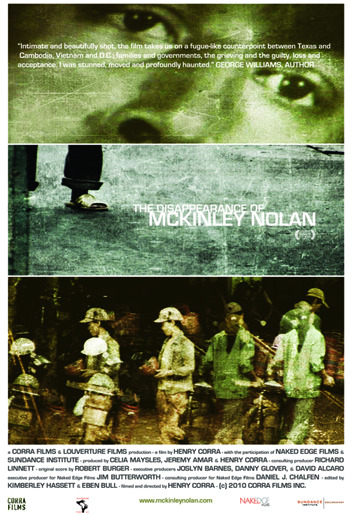 "Intimate and beautifully shot, the film takes us on a fugue-like counterpoint between Texas and
Cambodia, Vietnam and D.C.; families and governments, the grieving and the guilty, loss and
acceptance. I was stunned, moved and profoundly haunted." GEORGE WILLIAMS, AUTHOR
THE DISAPPEARANCE OF
MCKINLEY NOLAN
a CORRA FILMS & LOUVERTURE FILMS production - a film by HENRY CORRA - with the participation of NAKED EDGE FILMS &
SUNDANCE INSTITUTE - produced by CELIA MAYSLES, JEREMY AMAR & HENRY CORRA - consulting producer RICHARD
LINNETT - original score by ROBERT BURGER - executive producers JOSLYN BARNES, DANNY GLOVER, & DAVID ALCARO
executive producer for Naked Edge Films JIM BUTTERWORTH - consulting producer for Naked Edge Films DANIEL J. CHALFEN - edited by
KIMBERLEY HASSETT & EBEN BULL - filmed and directed by HENRY CORRA- (c) 2010 CORRA FILMS INC.
CORRA
FILMS
www.mckinleynolan.com
NAKEDEDGE
FILMS
SUNDANCE
INSTITUTE